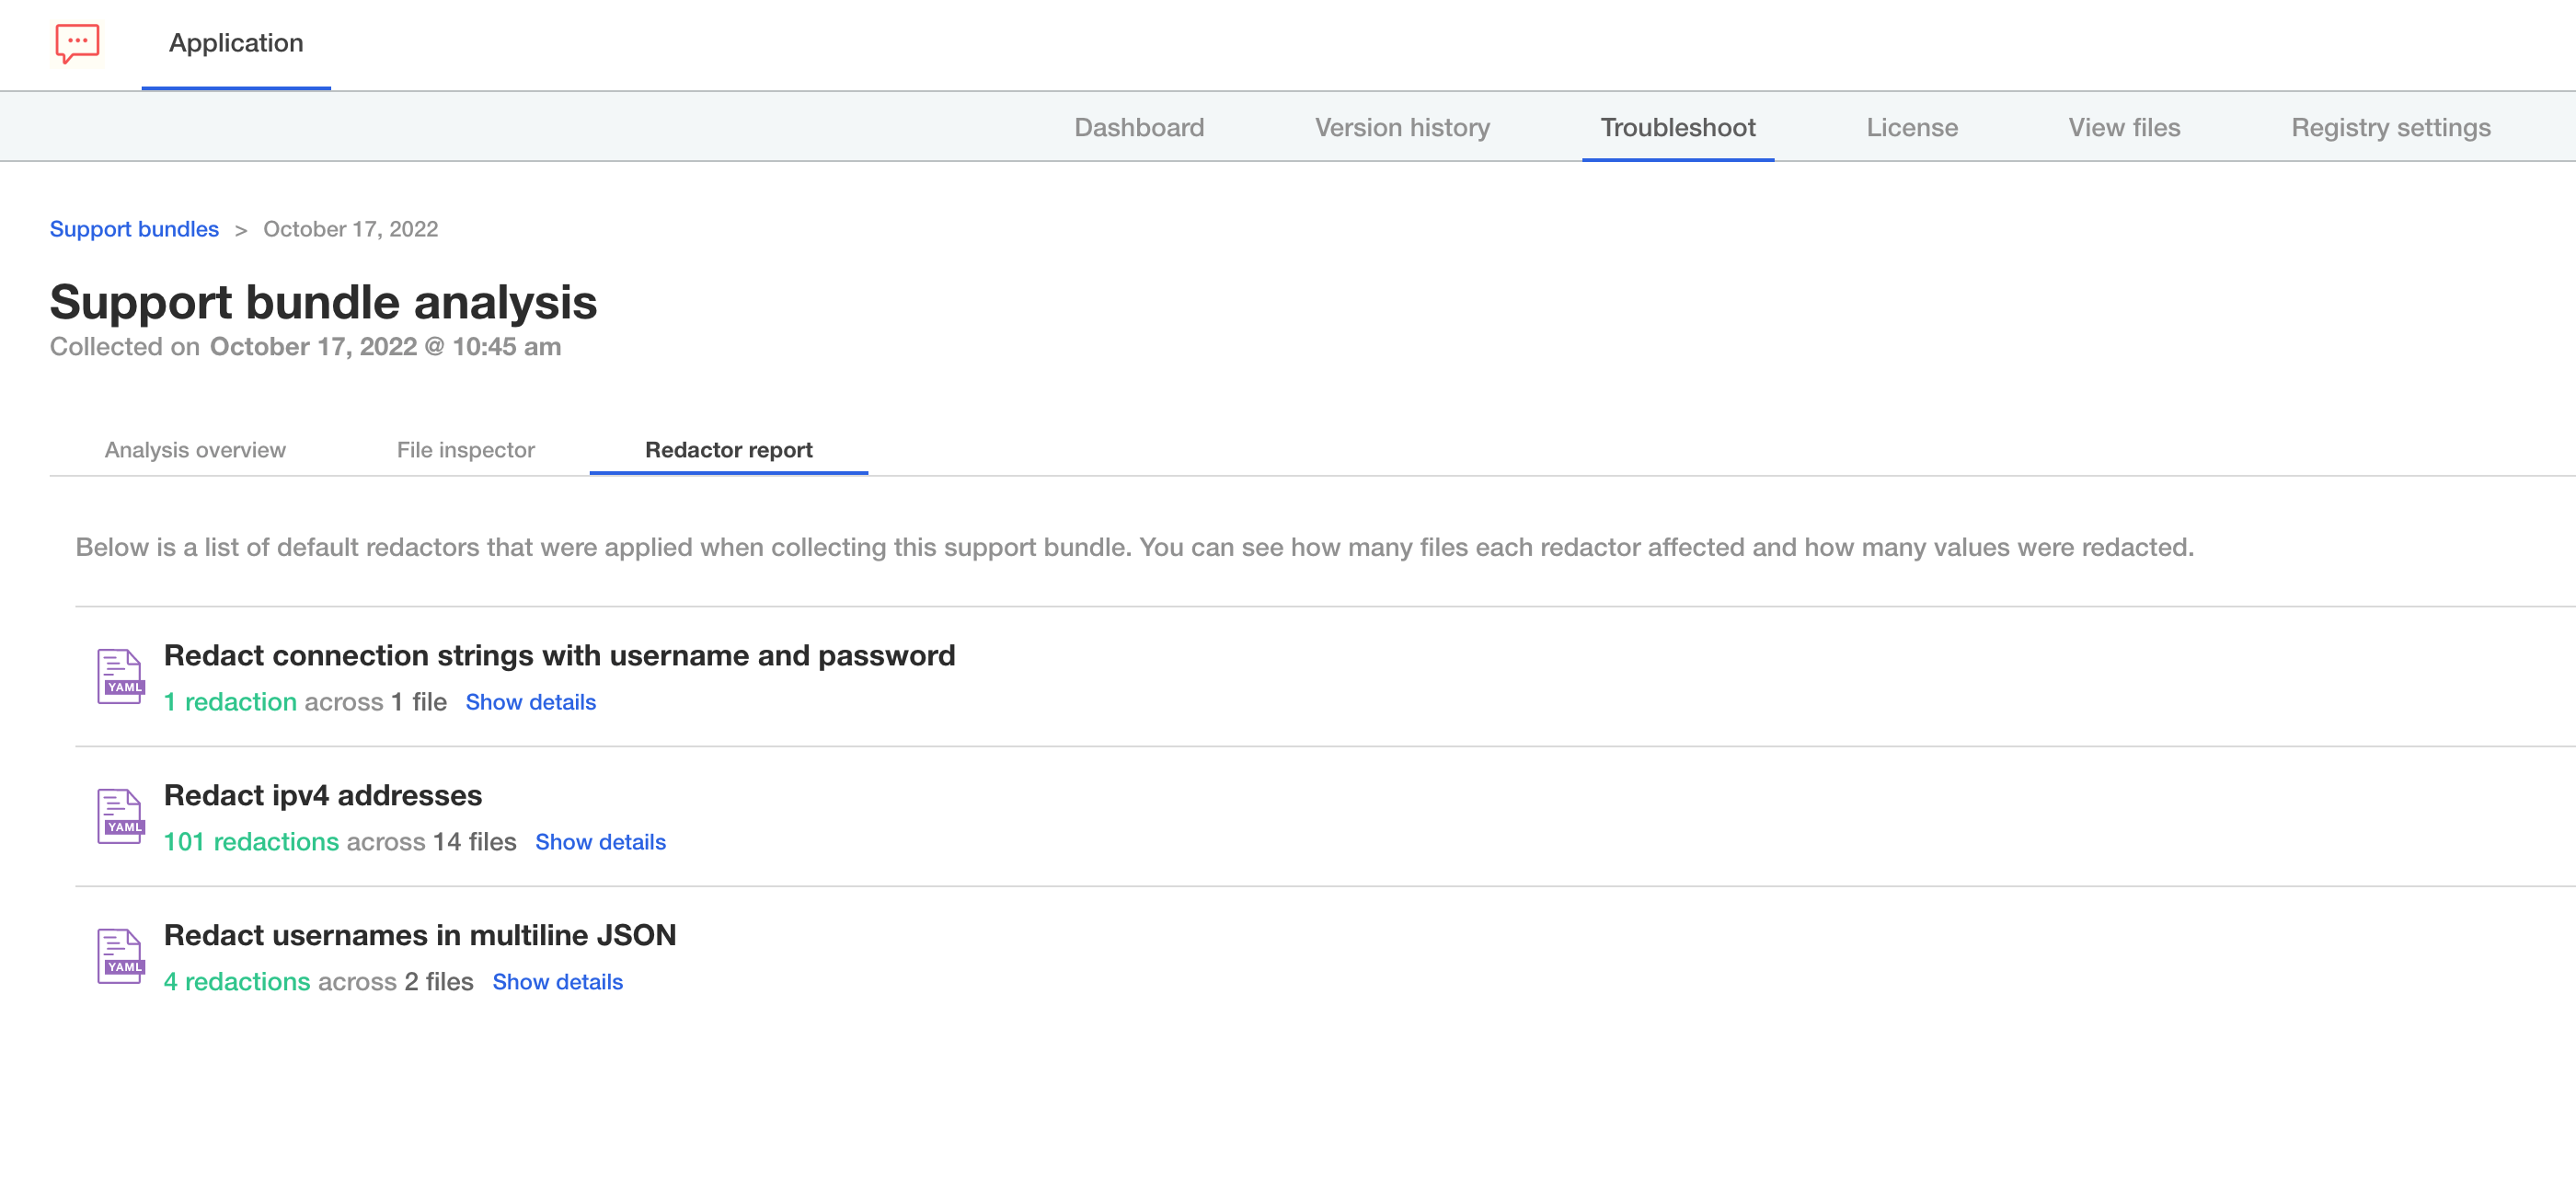 Application
Dashboard Version history Troubleshoot License View files Registry settings
Support bundles > October 17, 2022
Support bundle analysis
Collected on October 17, 2022 @ 10:45 am
Analysis overview File inspector Redactor report
Below is a list of default redactors that were applied when collecting this support bundle. You can see how many files each redactor affected and how many values were redacted.
Redact connection strings with username and password
YAML
1 redaction across 1 file Show details
Redact ipv4 addresses
YAML
101 redactions across 14 files Show details
Redact usernames in multiline JSON
YAML
4 redactions across 2 files Show details